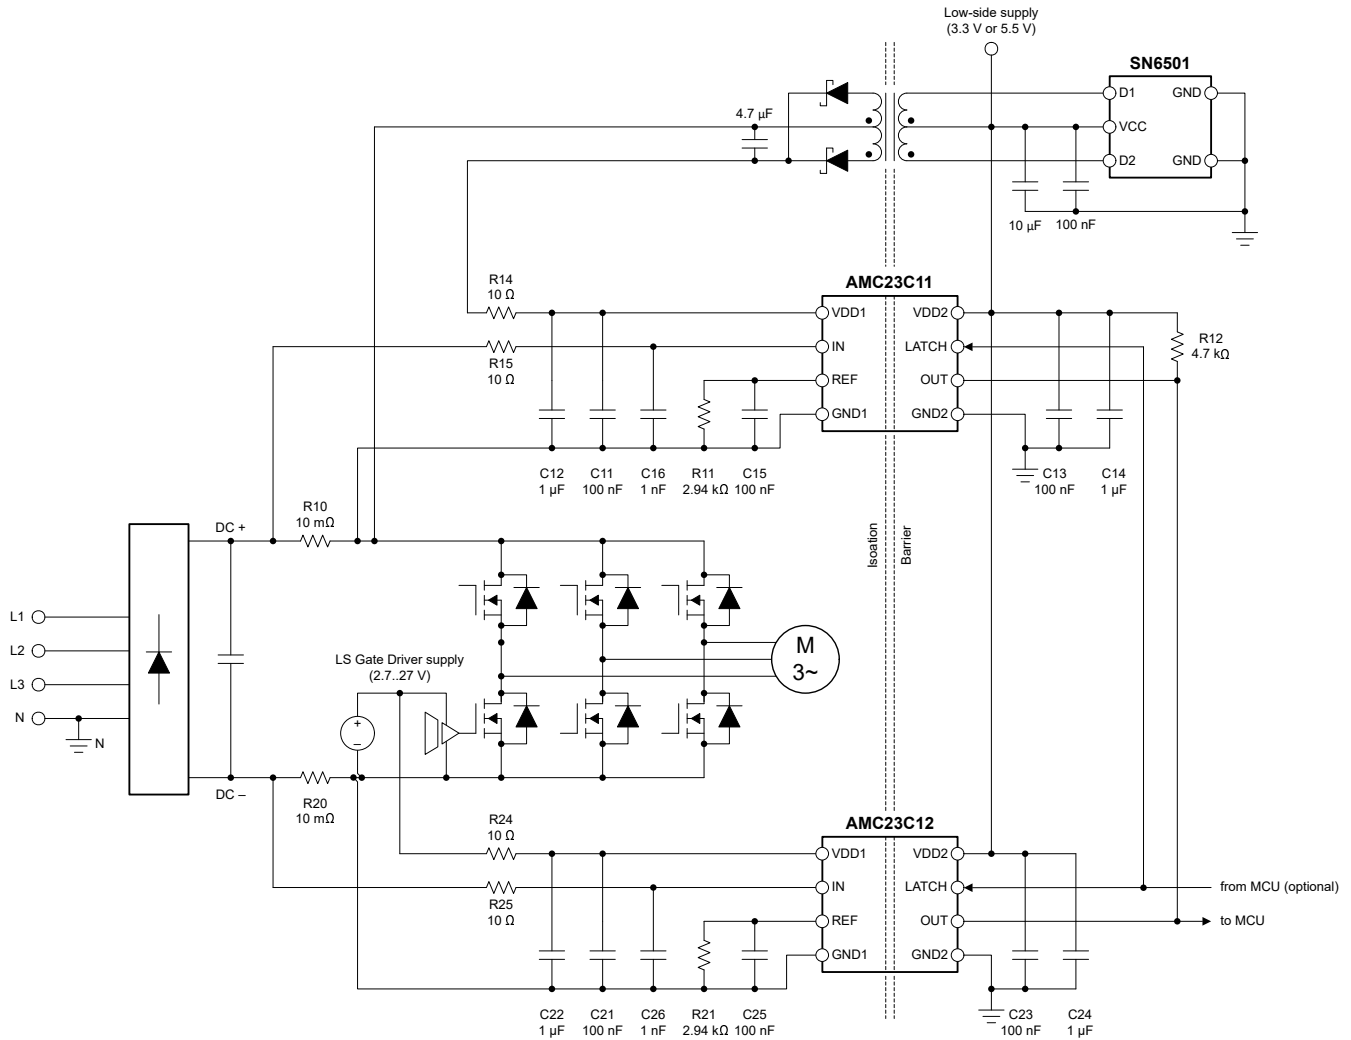 Low-side supply
(3.3 V or 5.5 V)
SN6501
D1
GND
4.7 µF
VCC
D2
GND
10 µF
100 nF
R14
10 Ω
AMC23C11
VDD1
VDD2
IN
LATCH
R12
4.7 kΩ
R15
10 Ω
REF
OUT
GND1
GND2
C12
1 µF
C11
100 nF
C16
1 nF
R11
2.94 kΩ
C15
100 nF
C13
100 nF
C14
1 µF
R10
10 mΩ
DC +
Isoation
Barrier
L1
L2
L3
N
N
M
3~
LS Gate Driver supply
(2.7..27 V)
+
–
DC –
R20
10 mΩ
R24
10 Ω
AMC23C12
VDD1
VDD2
IN
LATCH
from MCU (optional)
R25
10 Ω
REF
OUT
to MCU
GND1
GND2
C22
1 µF
C21
100 nF
C26
1 nF
R21
2.94 kΩ
C25
100 nF
C23
100 nF
C24
1 µF